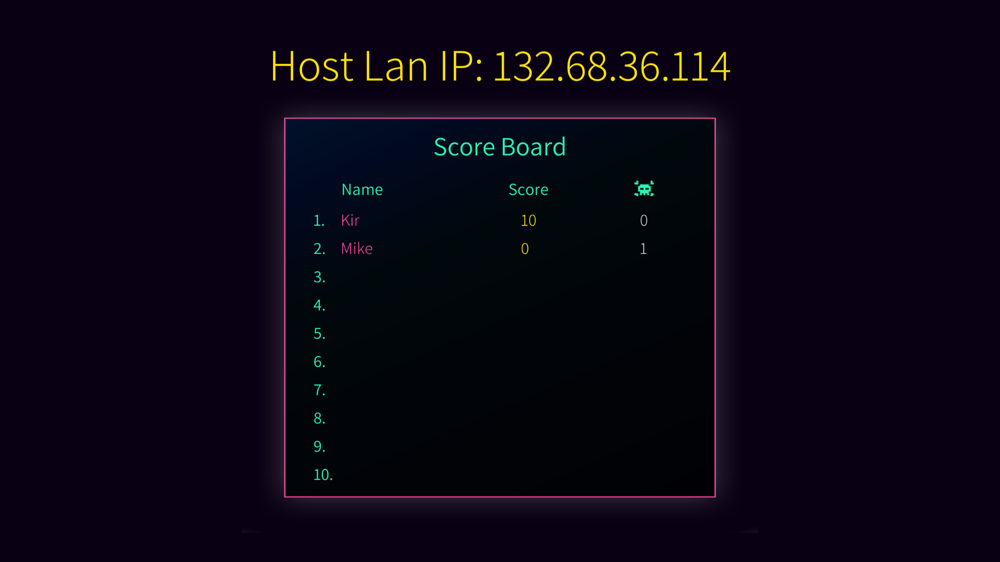 Host Lan IP: 132.68.36.114
Score Board
Name Score
1. Kir 10 0
2. Mike 0 1
3.
4.
5.
6.
7.
8.
9.
10.